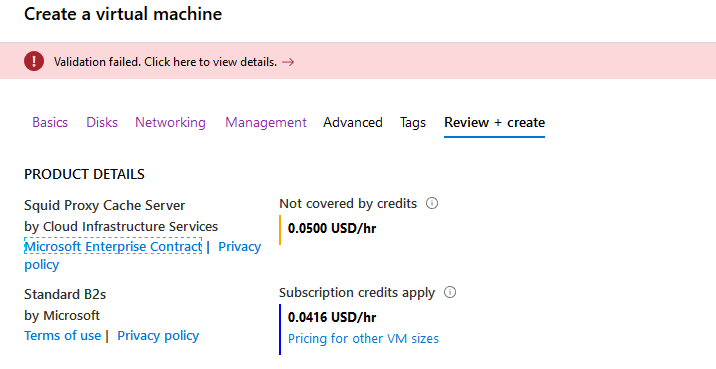 Create a virtual machine
Validation failed. Click here to view details. →
Basics Disks Networking Management Advanced Tags Review + create
PRODUCT DETAILS
Squid Proxy Cache Server
by Cloud Infrastructure Services
Microsoft Enterprise Contract | Privacy
policy
Not covered by credits
0.0500 USD/hr
Standard B2s
by Microsoft
Terms of use | Privacy policy
Subscription credits apply
0.0416 USD/hr
Pricing for other VM sizes